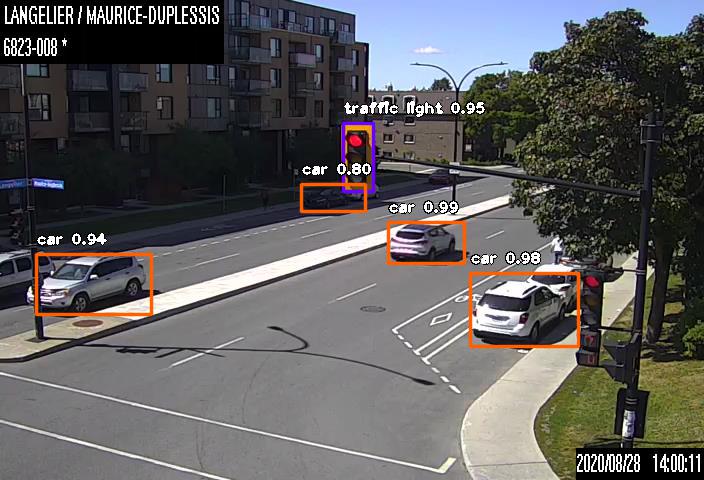 LANGELIER / MAURICE-DUPLESSIS
6823-008 *
traffic light 0.95
car 0.80
car 0.99
car 0.94
car 0.98
2020/08/28 14:00:11